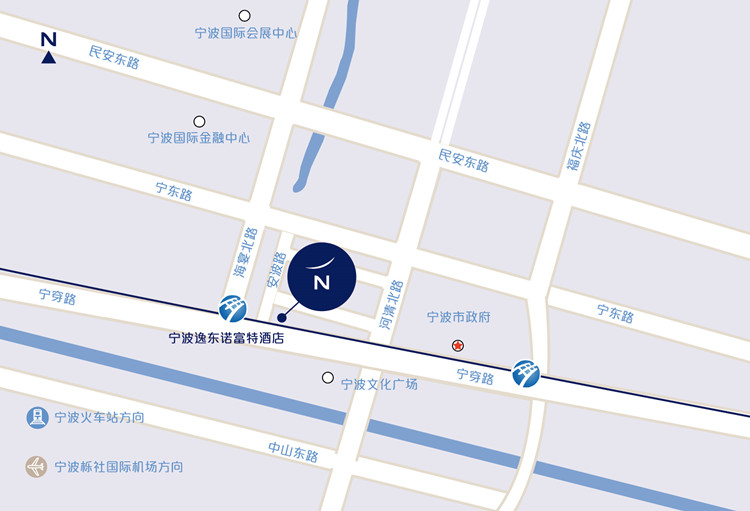 宁波国际会展中心
N
民安东路
宁波国际金融中心
福庆北路
民安东路
宁东路
海晏北路
安波路
N
河清北路
宁穿路
宁波市政府
宁东路
宁波逸东诺富特酒店
宁穿路
宁波文化广场
宁波火车站方向
中山东路
宁波栎社国际机场方向